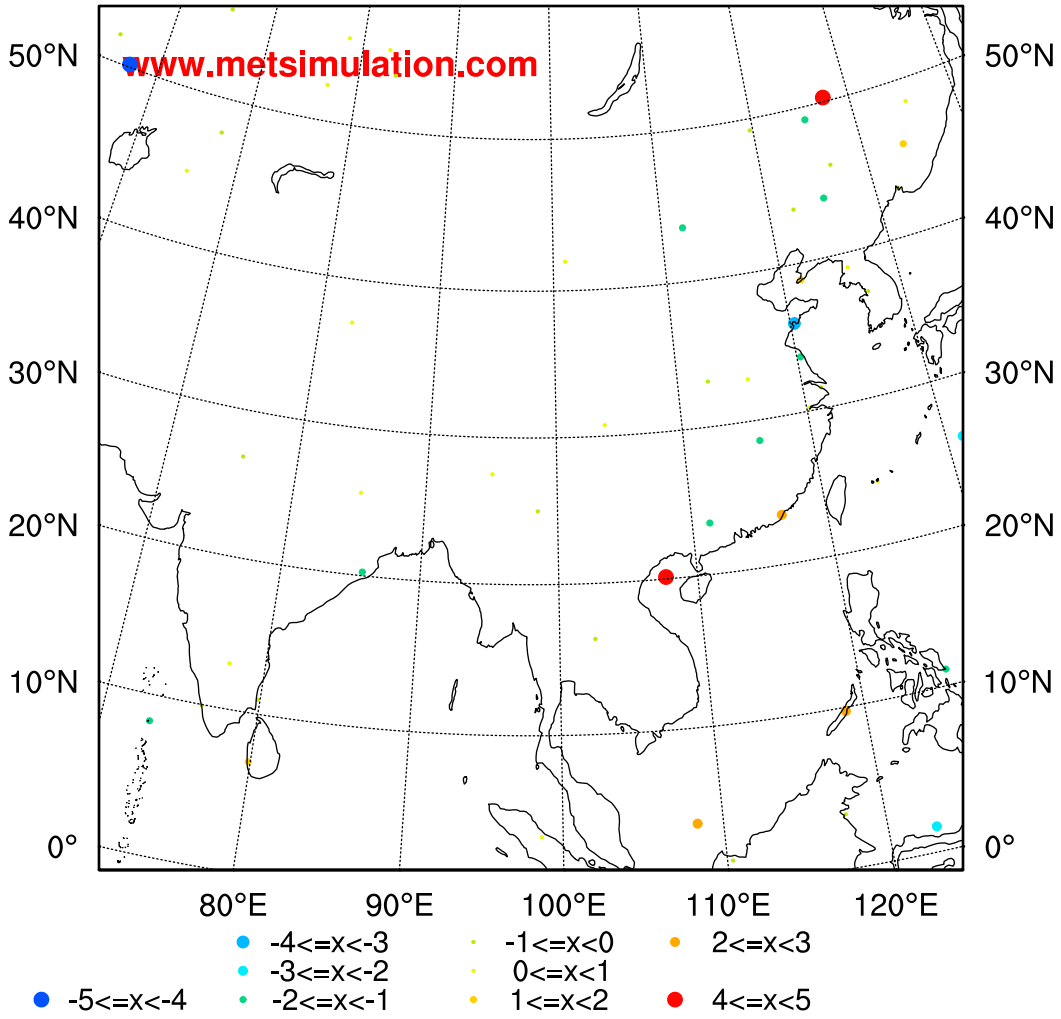 50°N 50°N
www.metsimulation.com
40°N 40°N
30°N 30°N
20°N 20°N
10°N 10°N
0° 0°
80°E 90°E 100°E 110°E 120°E
-4<=x<-3 -1<=x<0 2<=x<3
-3<=x<-2 0<=x<1
-5<=x<-4 -2<=x<-1 1<=x<2 4<=x<5